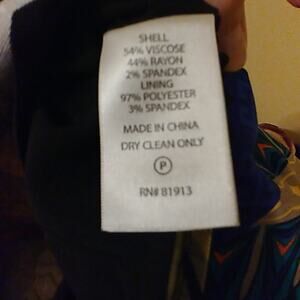 SHELL
54% VISCOSE
44% RAYON
2% SPANDEX
LINING
97% POLYESTER
3% SPANDEX
MADE IN CHINA
DRY CLEAN ONLY
P
RN# 81913